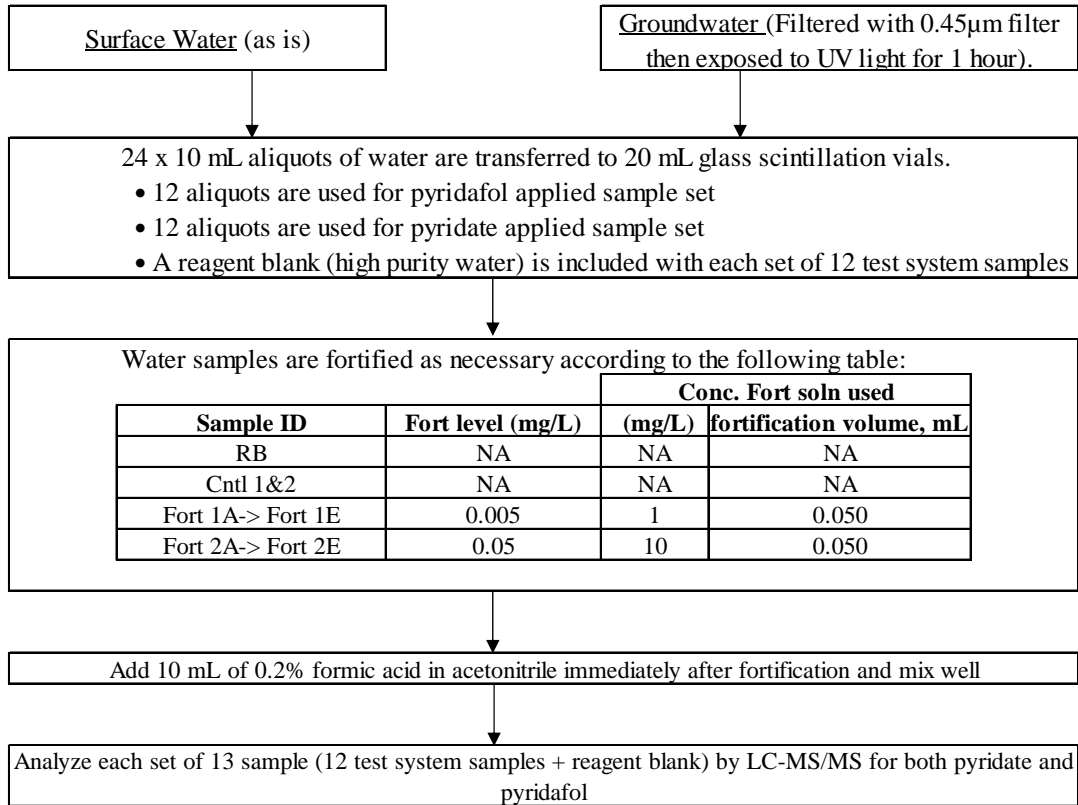 Surface Water (as is)
Groundwater (Filtered with 0.45µm filter
then exposed to UV light for 1 hour).
24 x 10 mL aliquots of water are transferred to 20 mL glass scintillation vials.
• 12 aliquots are used for pyridafol applied sample set
• 12 aliquots are used for pyridate applied sample set
• A reagent blank (high purity water) is included with each set of 12 test system samples
Water samples are fortified as necessary according to the following table:
Conc. Fort soln used
Sample ID Fort level (mg/L) (mg/L) fortification volume, mL
RB NA NA NA
Cntl 1&2 NA NA NA
Fort 1A-> Fort 1E 0.005 1 0.050
Fort 2A-> Fort 2E 0.05 10 0.050
Add 10 mL of 0.2% formic acid in acetonitrile immediately after fortification and mix well
Analyze each set of 13 sample (12 test system samples + reagent blank) by LC-MS/MS for both pyridate and
pyridafol